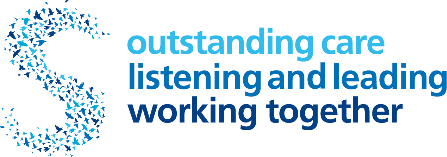 outstanding care
listening and leading
working together